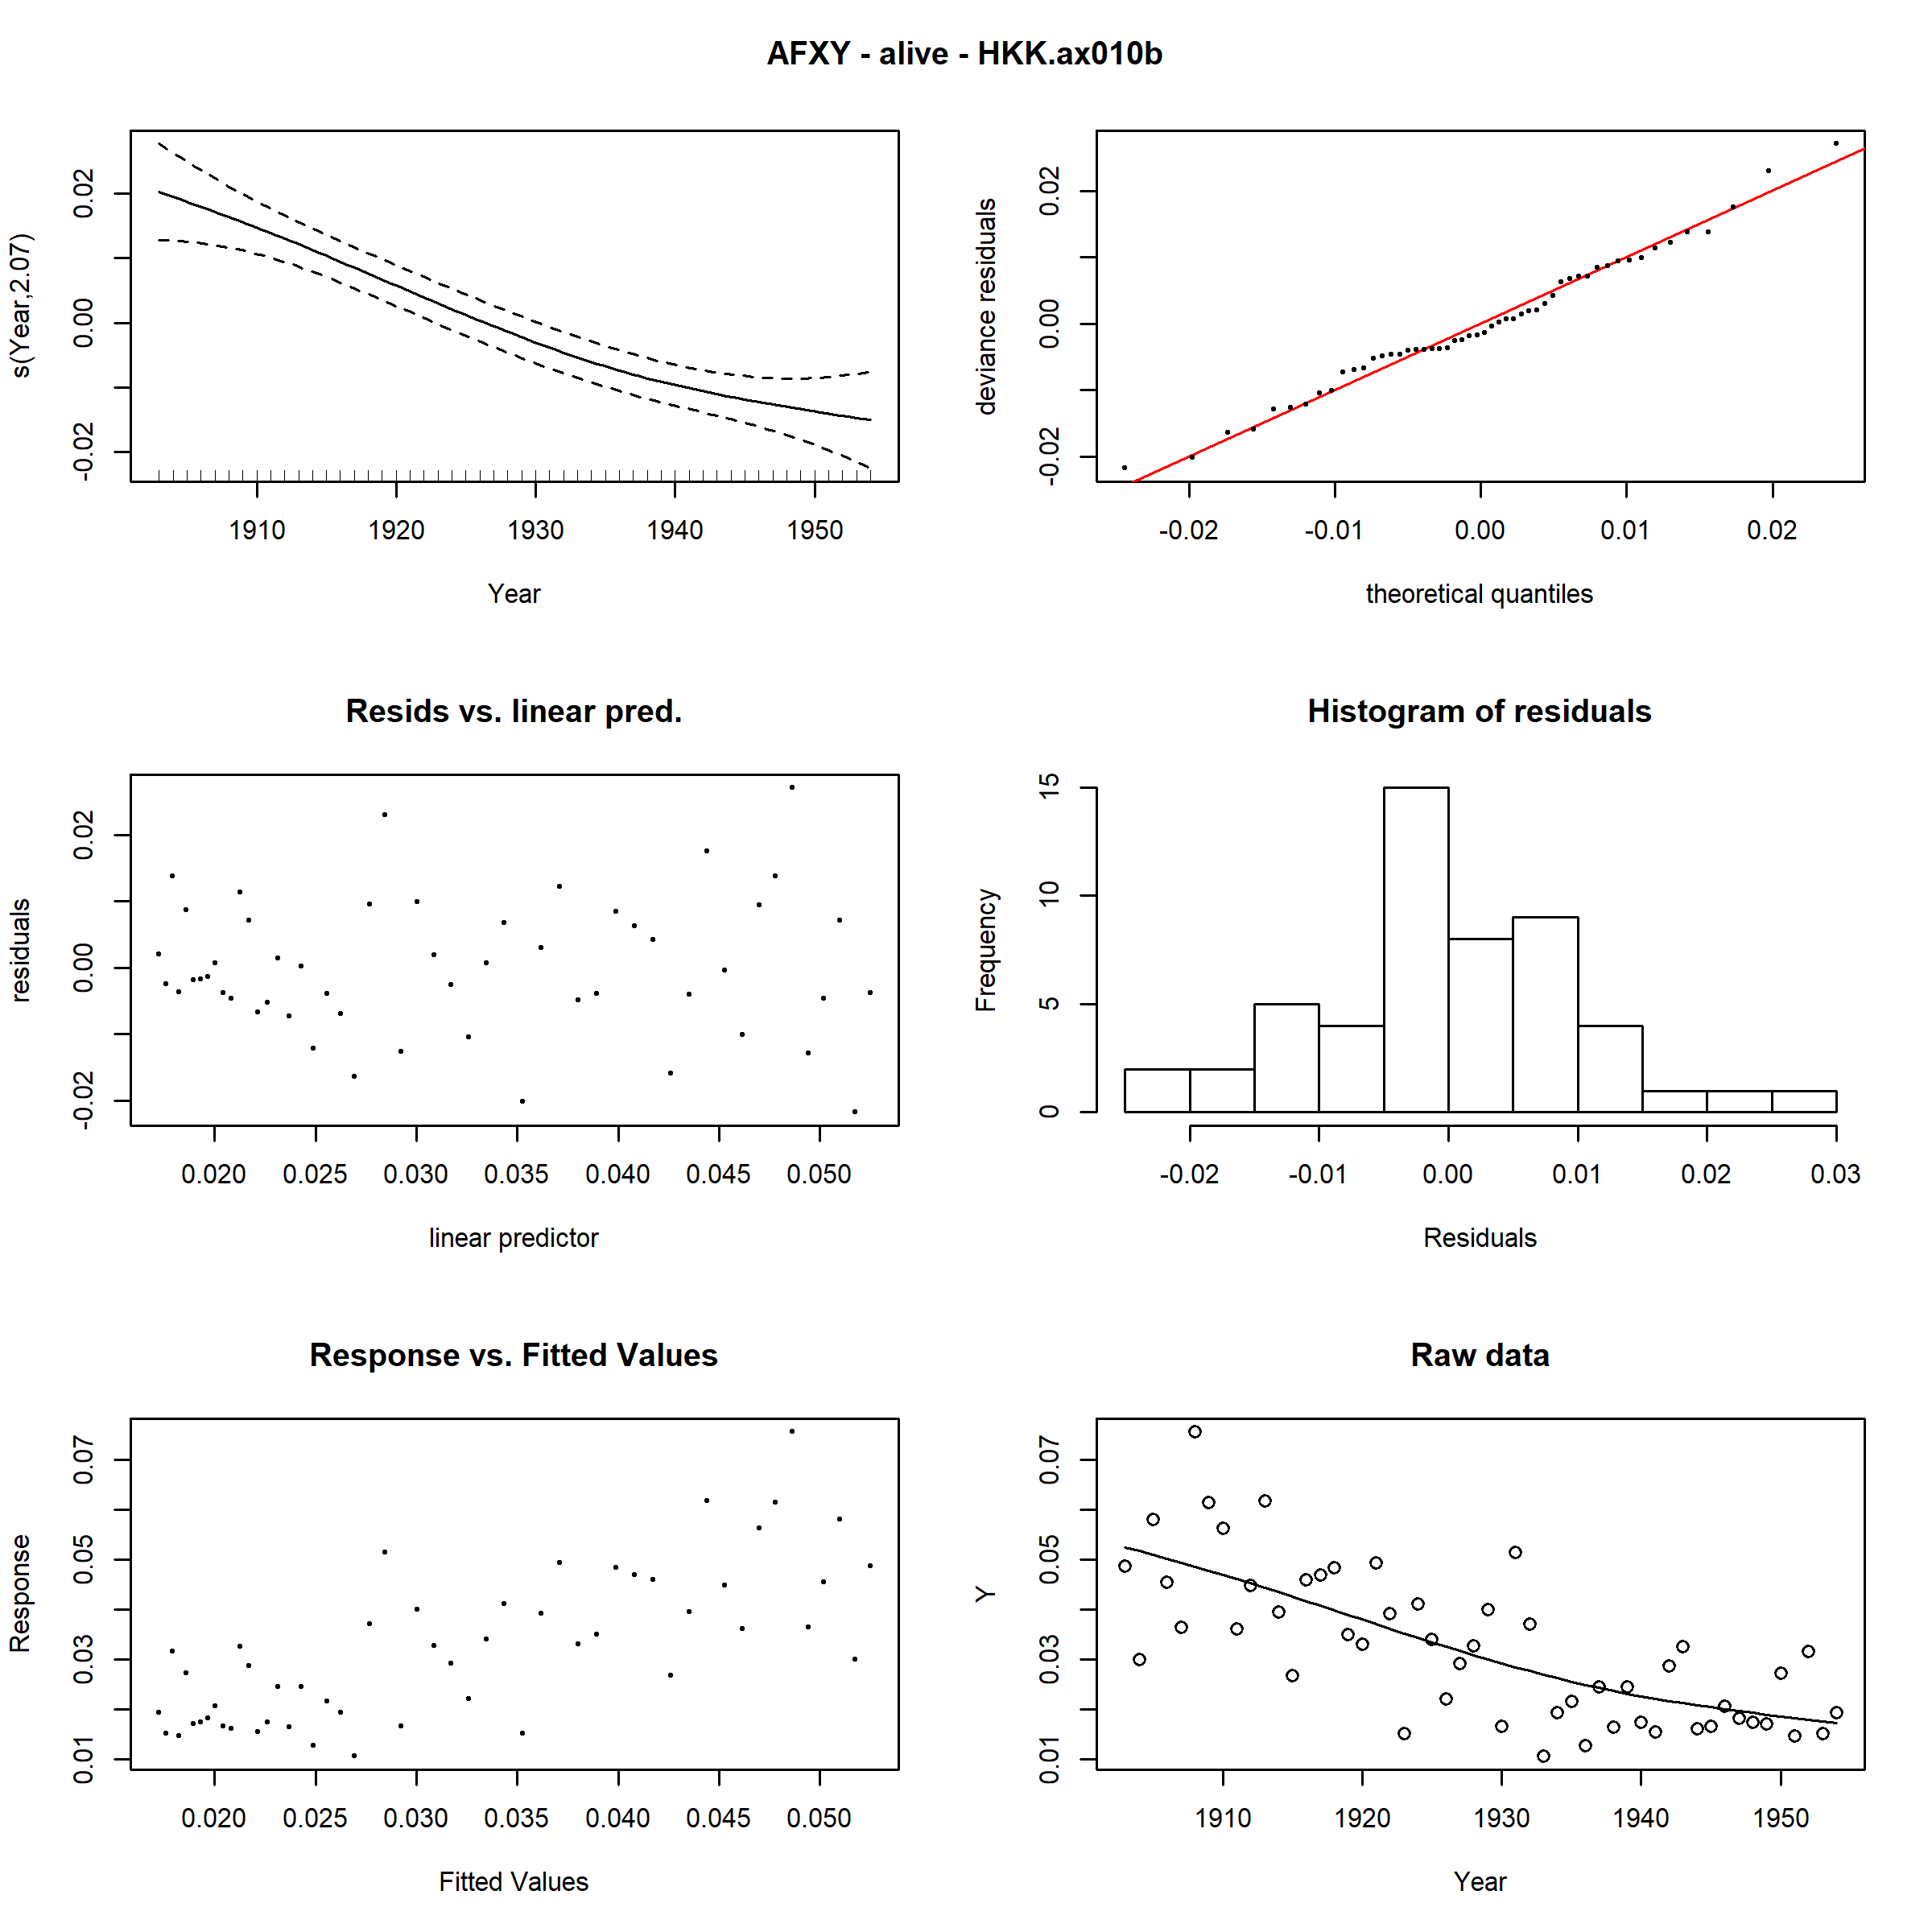 AFXY - alive - HKK.ax010b
s(Year,2.07)
-0.02 0.00 0.02
1910 1920 1930 1940 1950
Year
deviance residuals
-0.02 0.00 0.02
-0.02 -0.01 0.00 0.01 0.02
theoretical quantiles
Resids vs. linear pred.
residuals
-0.02 0.00 0.02
0.020 0.025 0.030 0.035 0.040 0.045 0.050
linear predictor
Histogram of residuals
Frequency
0 5 10 15
-0.02 -0.01 0.00 0.01 0.02 0.03
Residuals
Response vs. Fitted Values
Response
0.01 0.03 0.05 0.07
0.020 0.025 0.030 0.035 0.040 0.045 0.050
Fitted Values
Raw data
Y
0.01 0.03 0.05 0.07
1910 1920 1930 1940 1950
Year